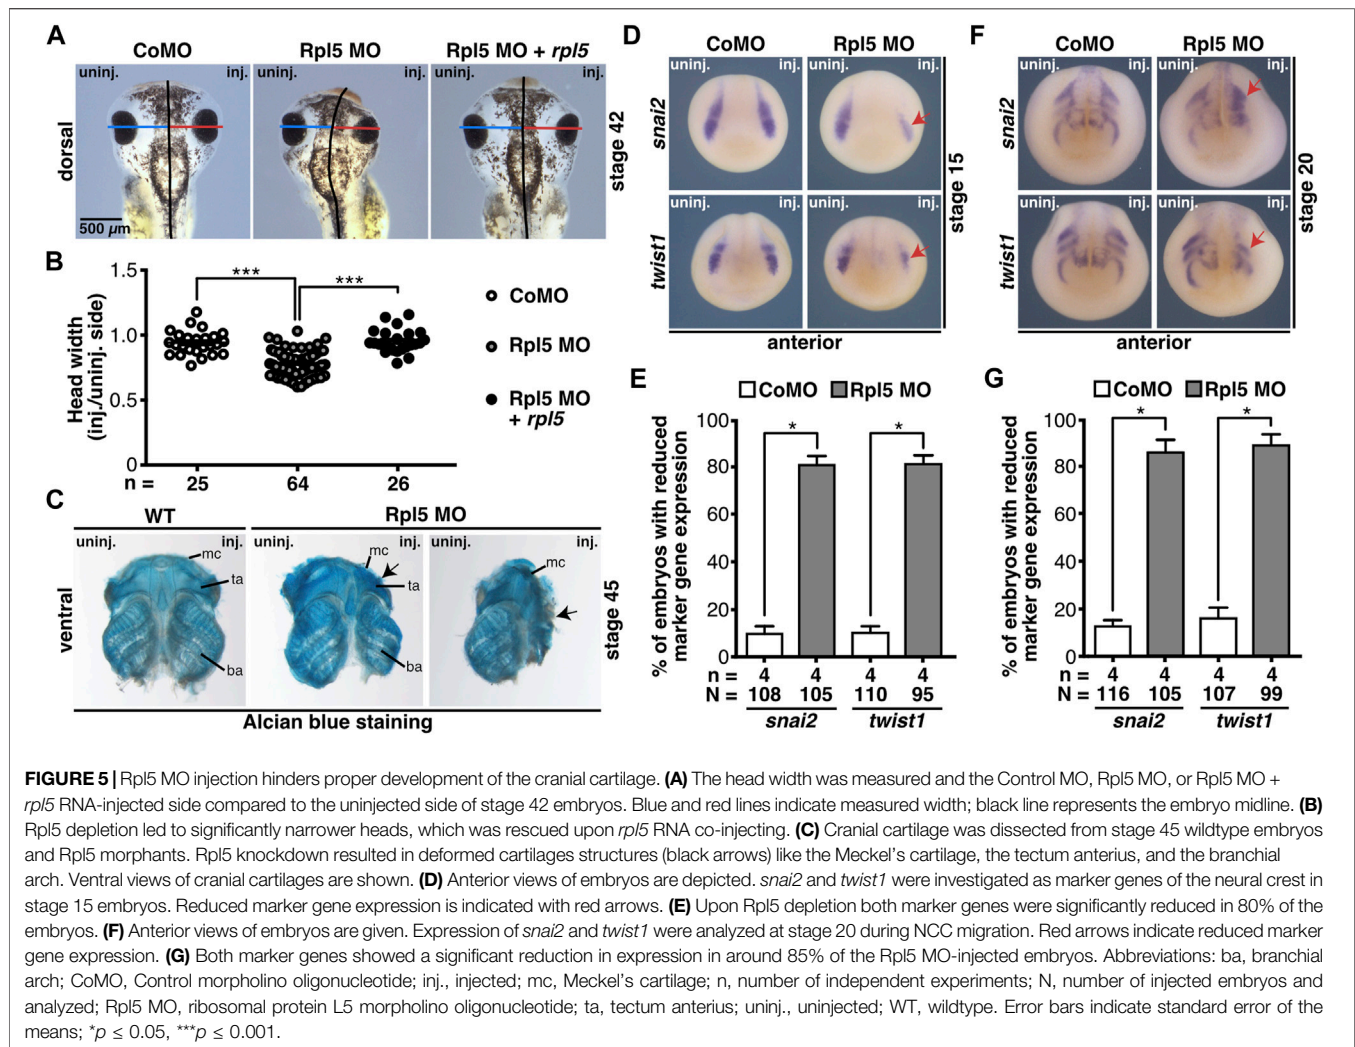 A
CoMO
Rpl5 MO
Rpl5 MO + rpl5
uninj.
inj.
uninj.
inj.
uninj.
inj.
dorsal
stage 42
500 µm
B
1.5
1.0
0.5
0
Head width
(inj./uninj. side)
***
***
CoMO
Rpl5 MO
Rpl5 MO
+ rpl5
n =
25
64
26
C
WT
Rpl5 MO
uninj.
inj.
uninj.
inj.
uninj.
inj.
mc
ta
ba
mc
ta
ba
mc
ventral
stage 45
Alcian blue staining
D
CoMO
Rpl5 MO
uninj.
inj.
uninj.
inj.
snai2
uninj.
inj.
uninj.
inj.
twist1
stage 15
anterior
E
CoMO
Rpl5 MO
% of embryos with reduced
marker gene expression
100
80
60
40
20
0
*
*
n =
4
4
4
4
N =
108
105
110
95
snai2
twist1
F
CoMO
Rpl5 MO
uninj.
inj.
uninj.
inj.
snai2
uninj.
inj.
uninj.
inj.
twist1
stage 20
anterior
G
CoMO
Rpl5 MO
% of embryos with reduced
marker gene expression
100
80
60
40
20
0
*
*
n =
4
4
4
4
N =
116
105
107
99
snai2
twist1
FIGURE 5 | Rpl5 MO injection hinders proper development of the cranial cartilage. (A) The head width was measured and the Control MO, Rpl5 MO, or Rpl5 MO +
rpl5 RNA-injected side compared to the uninjected side of stage 42 embryos. Blue and red lines indicate measured width; black line represents the embryo midline. (B)
Rpl5 depletion led to significantly narrower heads, which was rescued upon rpl5 RNA co-injecting. (C) Cranial cartilage was dissected from stage 45 wildtype embryos
and Rpl5 morphants. Rpl5 knockdown resulted in deformed cartilages structures (black arrows) like the Meckel's cartilage, the tectum anterius, and the branchial
arch. Ventral views of cranial cartilages are shown. (D) Anterior views of embryos are depicted. snai2 and twist1 were investigated as marker genes of the neural crest in
stage 15 embryos. Reduced marker gene expression is indicated with red arrows. (E) Upon Rpl5 depletion both marker genes were significantly reduced in 80% of the
embryos. (F) Anterior views of embryos are given. Expression of snai2 and twist1 were analyzed at stage 20 during NCC migration. Red arrows indicate reduced marker
gene expression. (G) Both marker genes showed a significant reduction in expression in around 85% of the Rpl5 MO-injected embryos. Abbreviations: ba, branchial
arch; CoMO, Control morpholino oligonucleotide; inj., injected; mc, Meckel's cartilage; n, number of independent experiments; N, number of injected embryos and
analyzed; Rpl5 MO, ribosomal protein L5 morpholino oligonucleotide; ta, tectum anterius; uninj., uninjected; WT, wildtype. Error bars indicate standard error of the
means; *p ≤ 0.05, ***p ≤ 0.001.